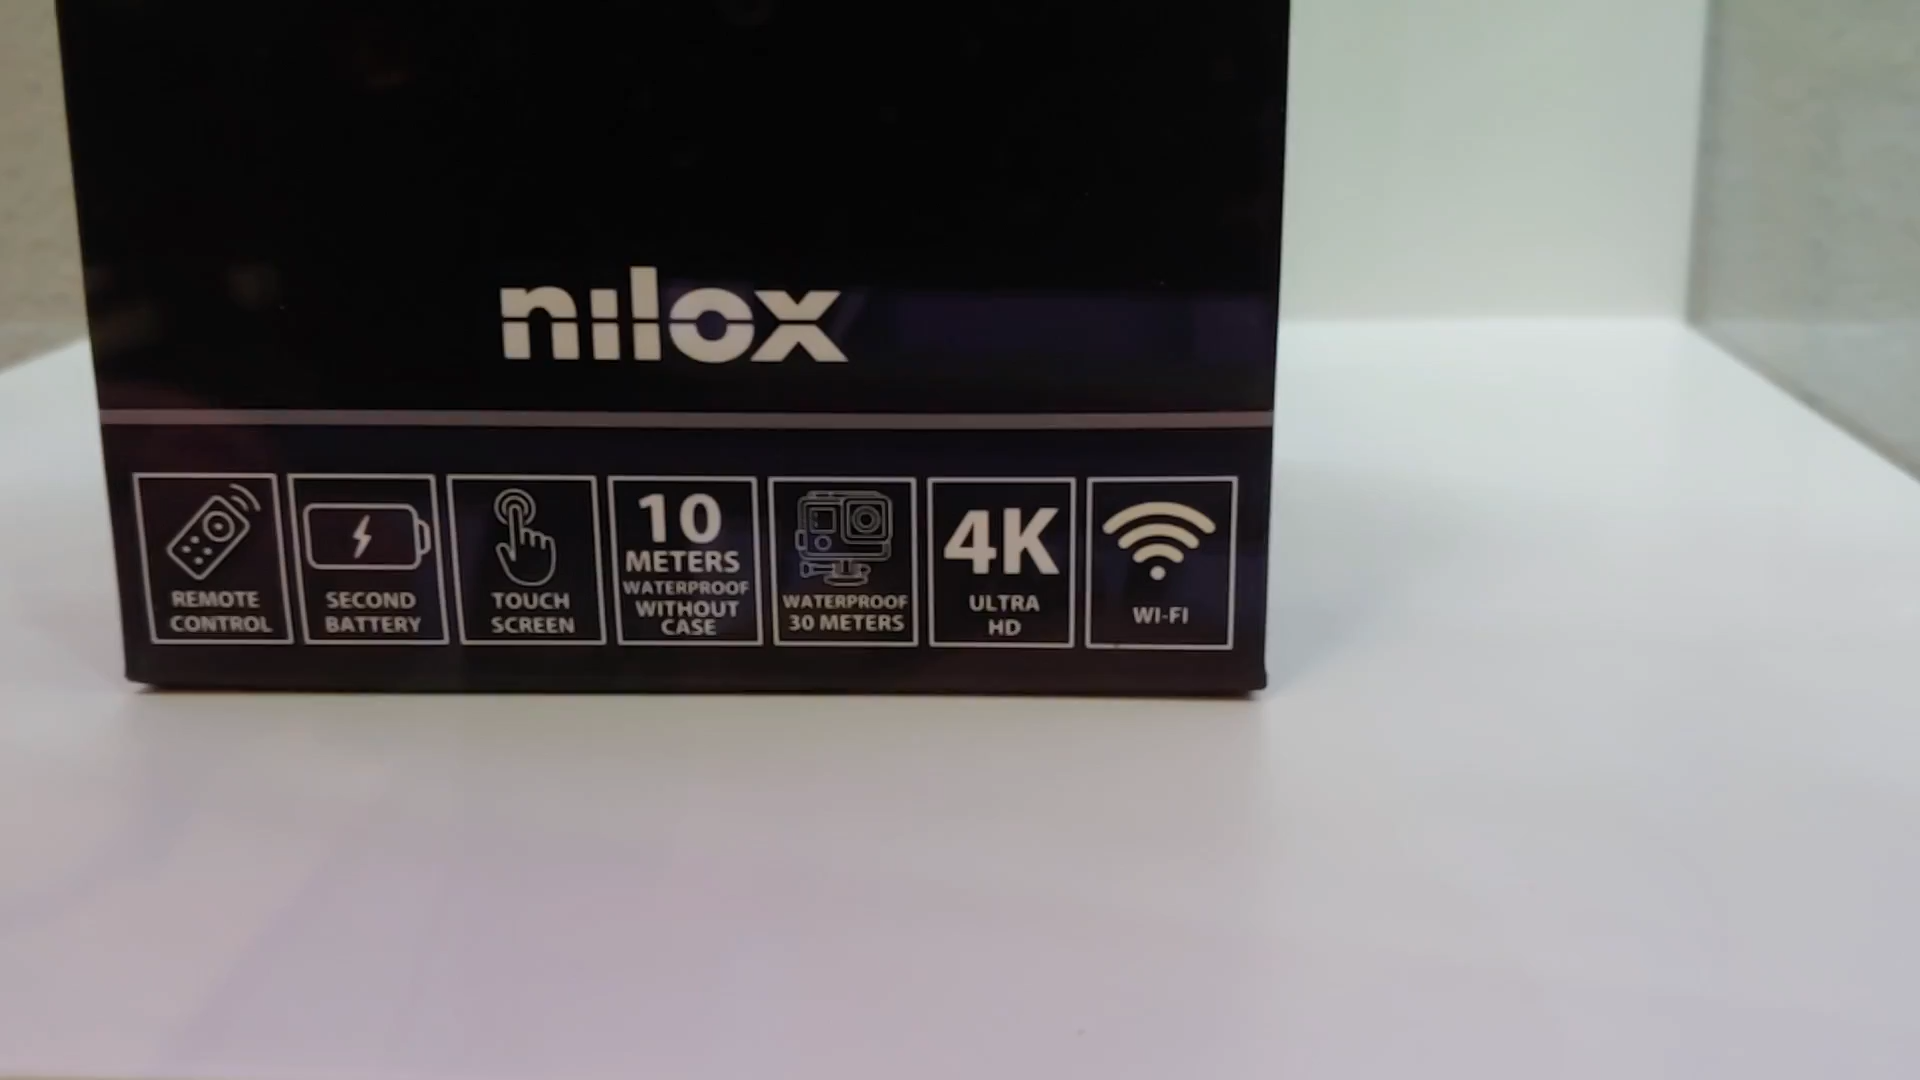 nilox
REMOTE
CONTROL
SECOND
BATTERY
TOUCH
SCREEN
10
METERS
WATERPROOF
WITHOUT
CASE
WATERPROOF
30 METERS
4K
ULTRA
HD
WI-FI